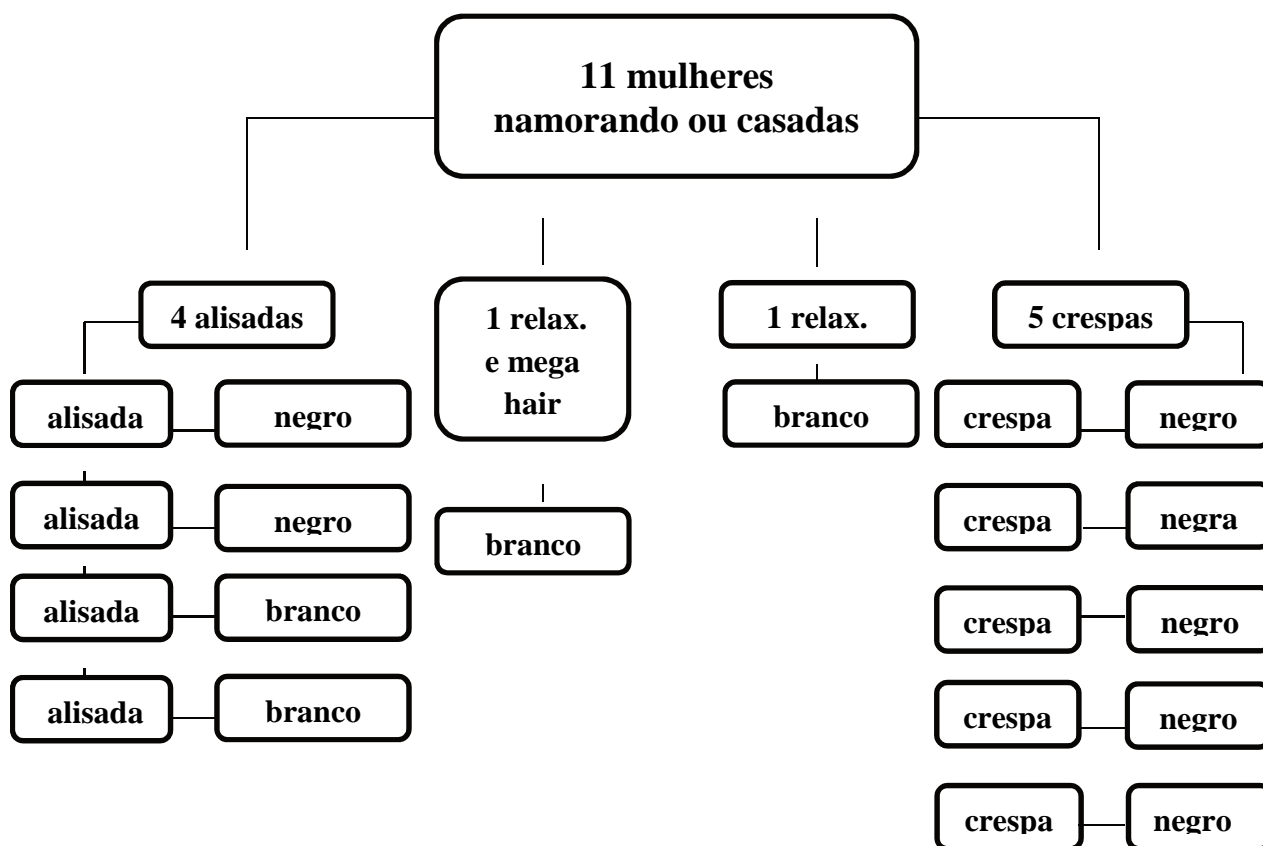 11 mulheres
namorando ou casadas
4 alisadas
1 relax.
e mega
hair
1 relax.
5 crespas
alisada
negro
branco
crespa
negro
alisada
negro
branco
crespa
negra
alisada
branco
crespa
negro
alisada
branco
crespa
negro
crespa
negro